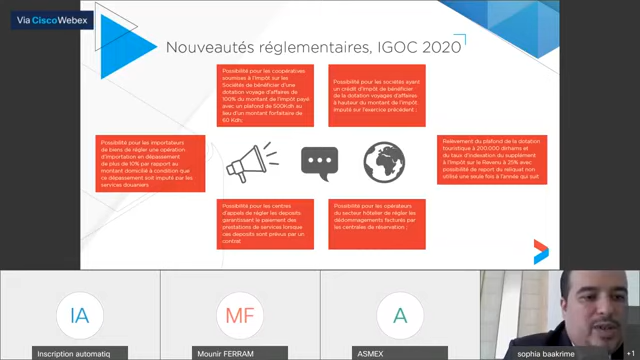 Via Cisco Webex
Nouveautés réglementaires, IGOC 2020
Possibilité pour les coopératives
soumises à l'impôt sur les
Sociétés de bénéficier d'une
dotation voyage d'affaires de
100% du montant de l'impôt payé
avec un plafond de 500Kdh au
lieu d'un montant forfaitaire de
60 Kdh;
Possibilité pour les sociétés ayant
un crédit d'impôt de bénéficier
de la dotation voyages d'affaires
à hauteur du montant de l'impôt
imputé sur l'exercice précédent ;
Possibilité pour les importateurs
de biens de régler une opération
d'importation en dépassement
de plus de 10% par rapport au
montant domicilié à condition que
ce dépassement soit imputé par les
services douaniers
Relèvement du plafond de la dotation
touristique à 200.000 dirhams et
du taux d'indexation du supplément
à l'Impôt sur le Revenu à 25% avec
possibilité de report du reliquat non
utilisé une seule fois à l'année qui suit
Possibilité pour les centres
d'appels de régler les deposits
garantissant le paiement des
prestations de services lorsque
ces deposits sont prévus par un
contrat
Possibilité pour les opérateurs
du secteur hôtelier de régler les
dédommagements facturés par
les centrales de réservation ;
IA
MF
A
Inscription automatiq
Mounir FERRAM
ASMEX
sophia baakrime
+1